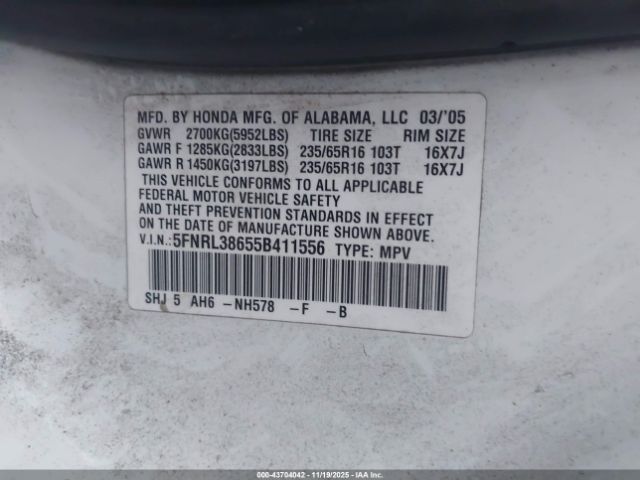 MFD. BY HONDA MFG. OF ALABAMA, LLC 03/'05
GVWR 2700KG(5952LBS) TIRE SIZE RIM SIZE
GAWR F 1285KG(2833LBS) 235/65R16 103T 16X7J
GAWR R 1450KG(3197LBS) 235/65R16 103T 16X7J
THIS VEHICLE CONFORMS TO ALL APPLICABLE
FEDERAL MOTOR VEHICLE SAFETY
AND THEFT PREVENTION STANDARDS IN EFFECT
ON THE DATE OF MANUFACTURE SHOWN ABOVE.
V.I.N.:5FNRL38655B411556 TYPE: MPV
SHJ 5 AH6 -NH578 -F -B
000-43704042 - 11/19/2025 - IAAI.COM